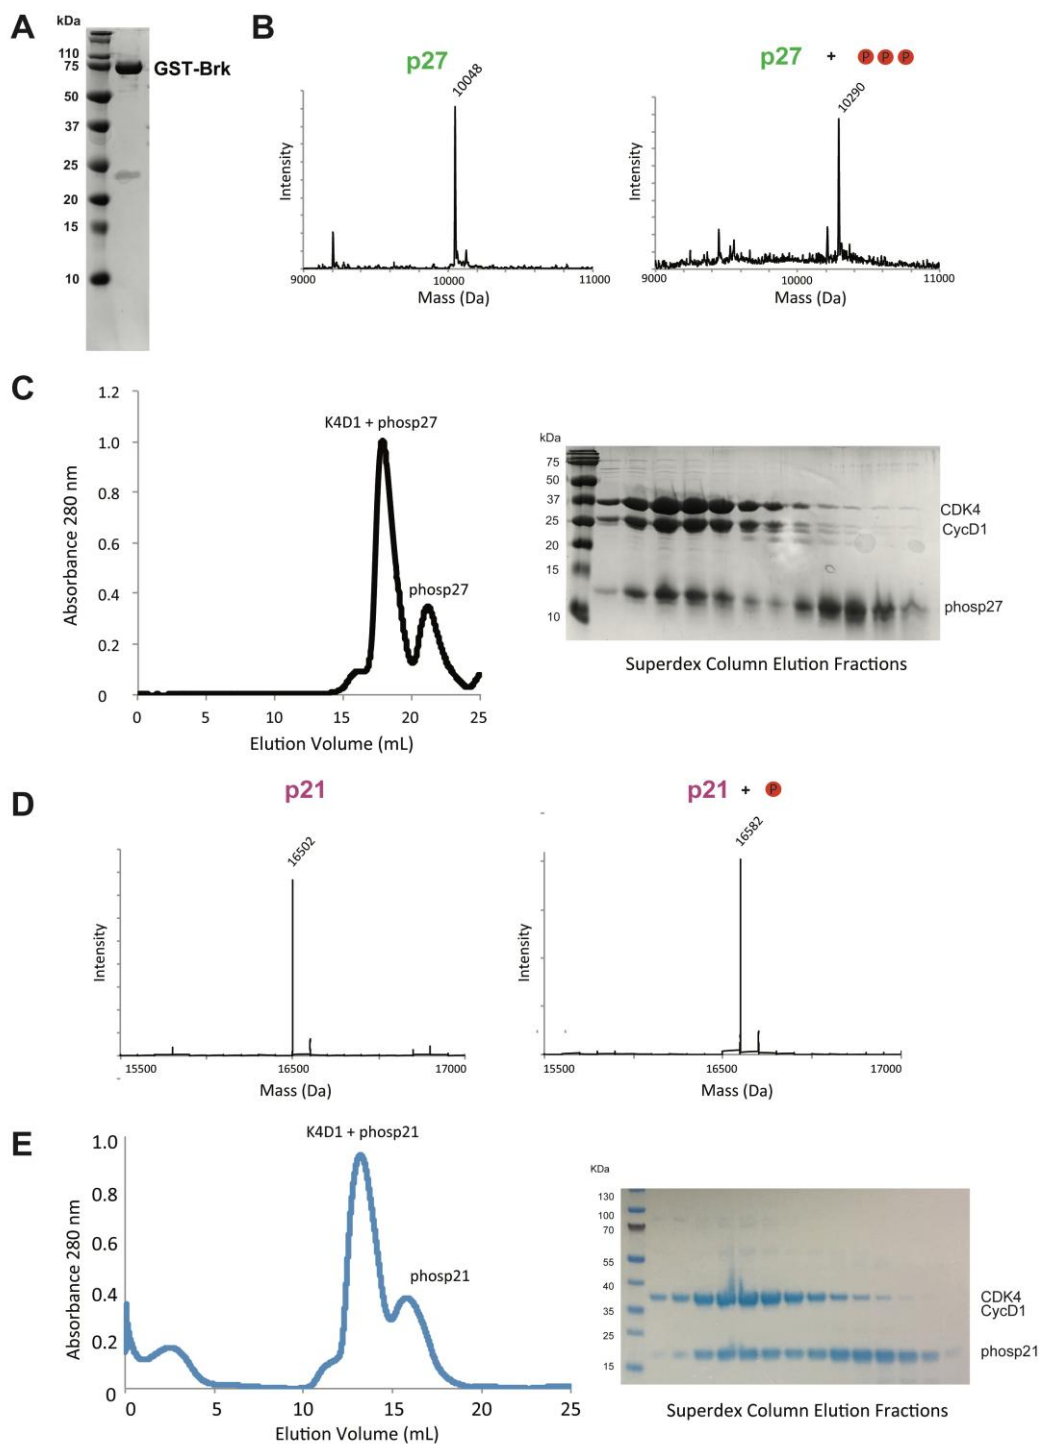 A
kDa
110
75
50
37
25
20
15
10
GST-Brk
B
p27
10048
Intensity
9000
10000
11000
Mass (Da)
p27 + P P P
10290
Intensity
9000
10000
11000
Mass (Da)
C
1.2
1.0
0.8
0.6
0.4
0.2
0
Absorbance 280 nm
K4D1 + phosp27
phosp27
0
5
10
15
20
25
Elution Volume (mL)
kDa
75
50
37
25
20
15
10
CDK4
CycD1
phosp27
Superdex Column Elution Fractions
D
p21
16502
Intensity
15500
16500
17000
Mass (Da)
p21 + P
16582
Intensity
15500
16500
17000
Mass (Da)
E
1.0
0.8
0.6
0.4
0.2
0
Absorbance 280 nm
K4D1 + phosp21
phosp21
0
5
10
15
20
25
Elution Volume (mL)
KDa
130
100
70
55
40
35
25
15
CDK4
CycD1
phosp21
Superdex Column Elution Fractions